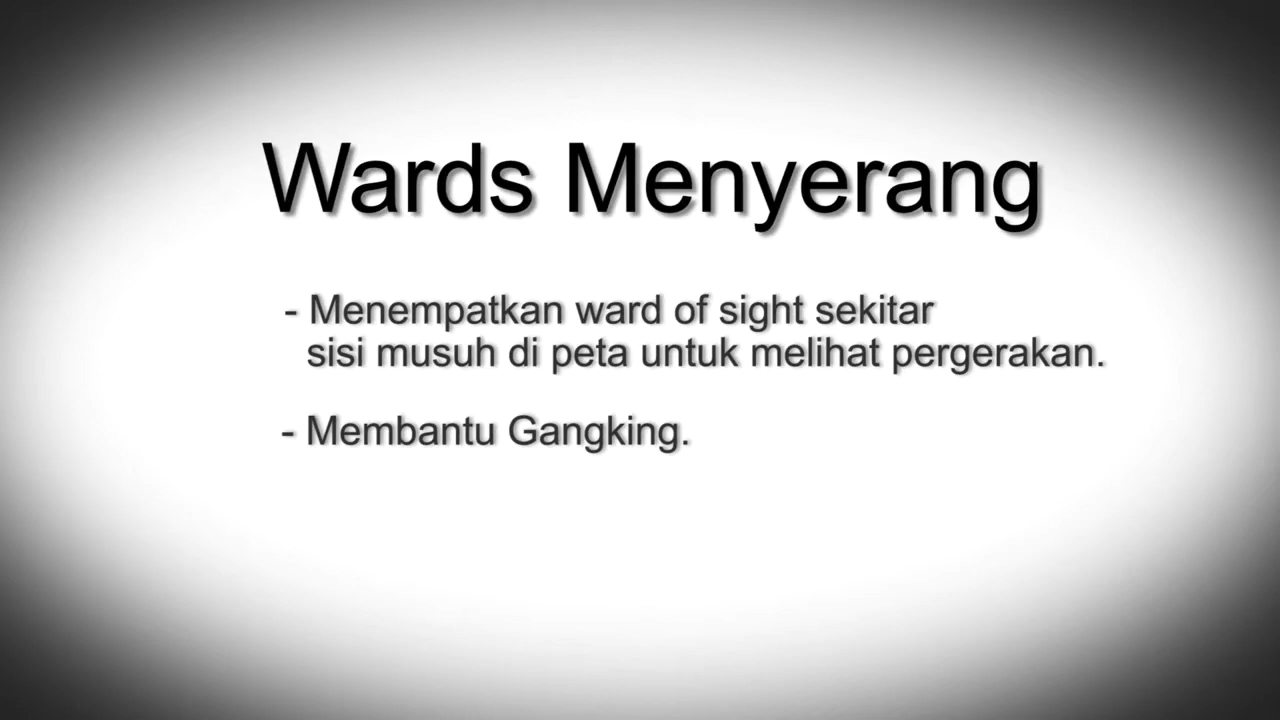 Wards Menyerang
- Menempatkan ward of sight sekitar
sisi musuh di peta untuk melihat pergerakan.
- Membantu Gangking.